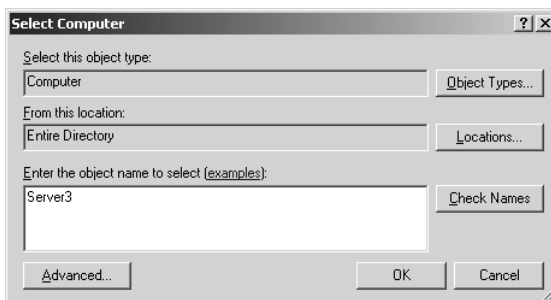 Select Computer
Select this object type:
Computer
Object Types...
From this location:
Entire Directory
Locations...
Enter the object name to select (examples):
Server3
Check Names
Advanced...
OK
Cancel